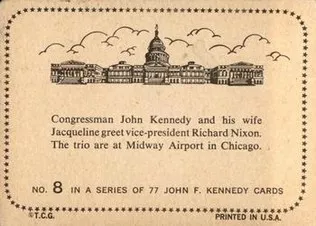 Congressman John Kennedy and his wife
Jacqueline greet vice-president Richard Nixon.
The trio are at Midway Airport in Chicago.
NO. 8 IN A SERIES OF 77 JOHN F. KENNEDY CARDS
©T.C.G. PRINTED IN U.S.A.